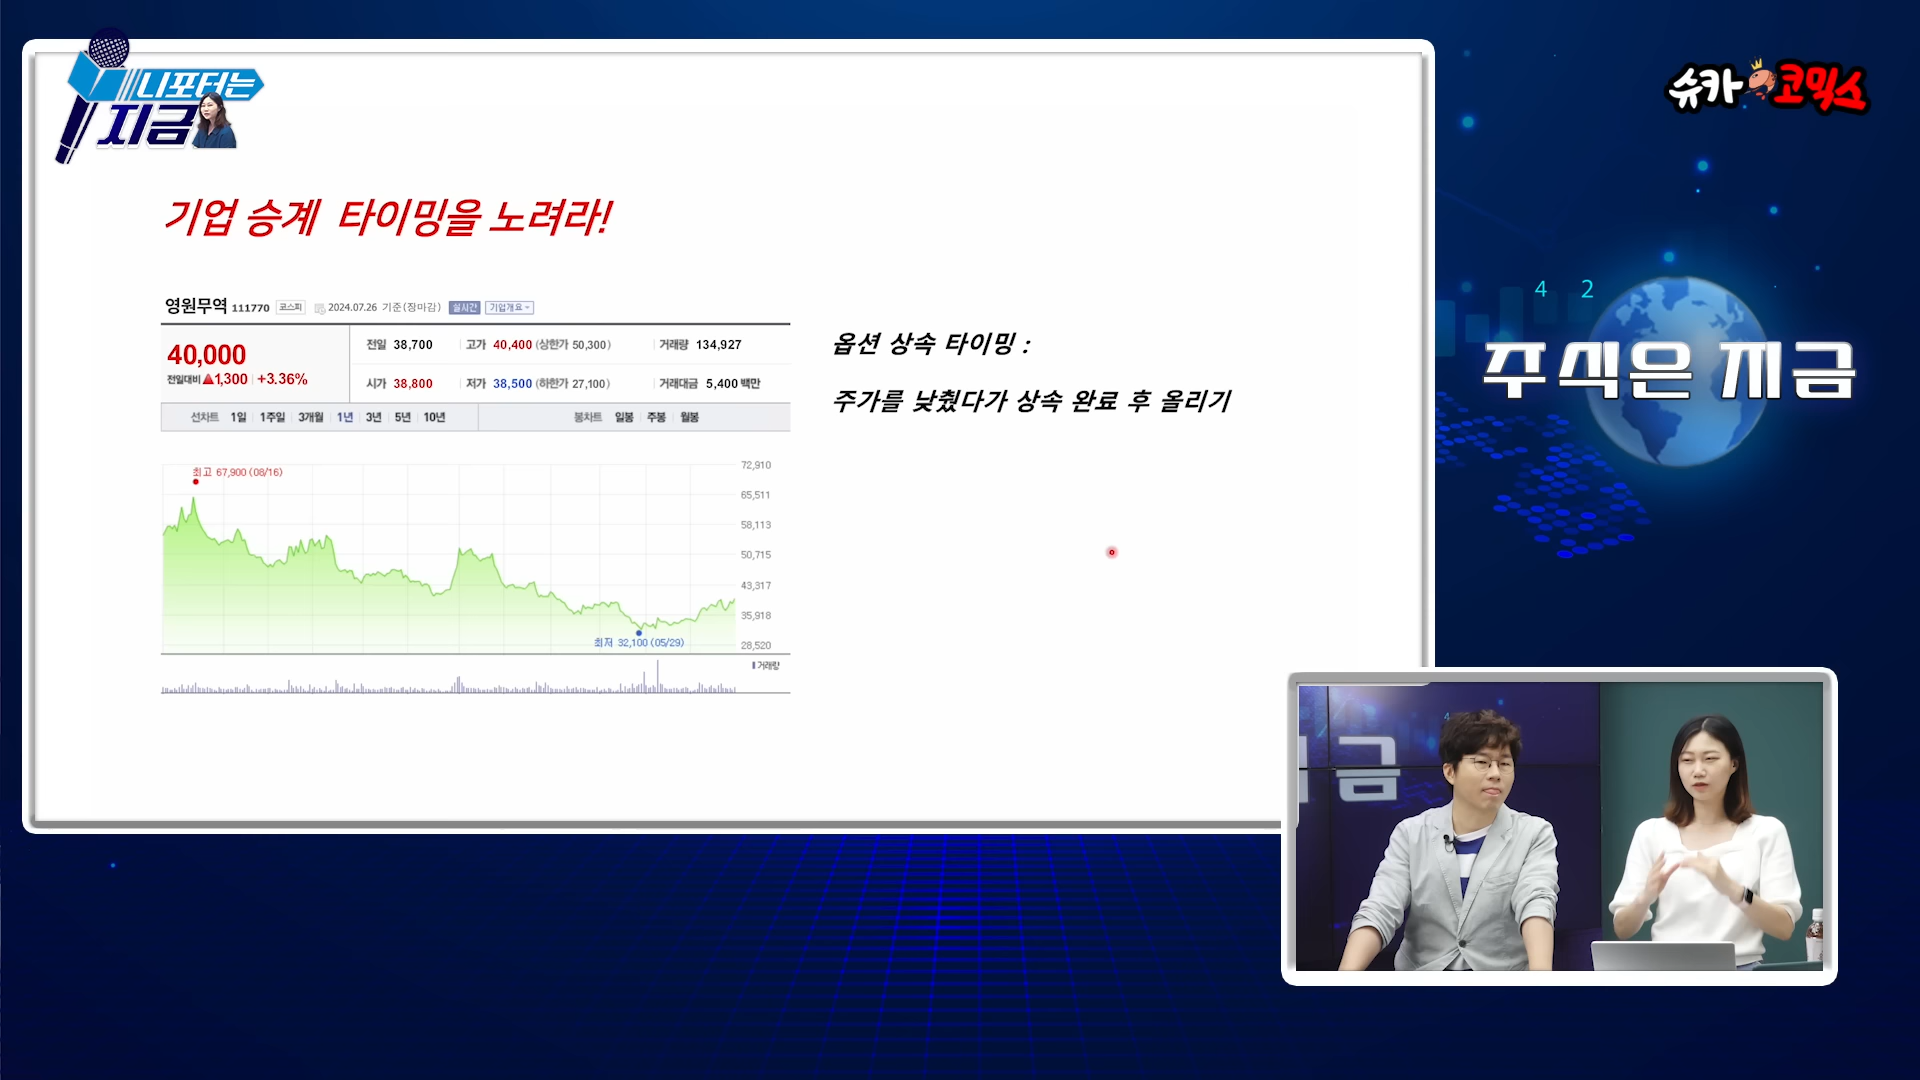 니포터는
지금
슈카코믹스
기업 승계 타이밍을 노려라!
영원무역 111770 코스피 2024.07.26 기준(장마감) 실시간 기업개요
40,000
전일대비 ▲1,300 +3.36%
전일 38,700 고가 40,400 (상한가 50,300) 거래량 134,927
시가 38,800 저가 38,500 (하한가 27,100) 거래대금 5,400 백만
선차트 1일 1주일 3개월 1년 3년 5년 10년 봉차트 일봉 주봉 월봉
최고 67,900 (08/16)
72,910
65,511
58,113
50,715
43,317
35,918
28,520
최저 32,100 (05/29)
거래량
옵션 상속 타이밍 :
주가를 낮췄다가 상속 완료 후 올리기
4 2
주식은 지금
4
금